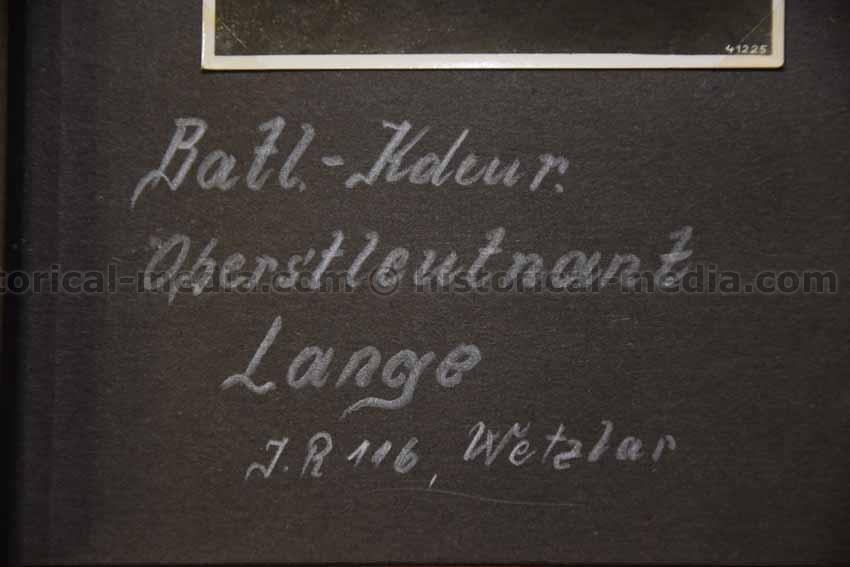 41225
Batl.-Kdeur.
Oberstleutnant
Lange
J.R 116, Wetzlar